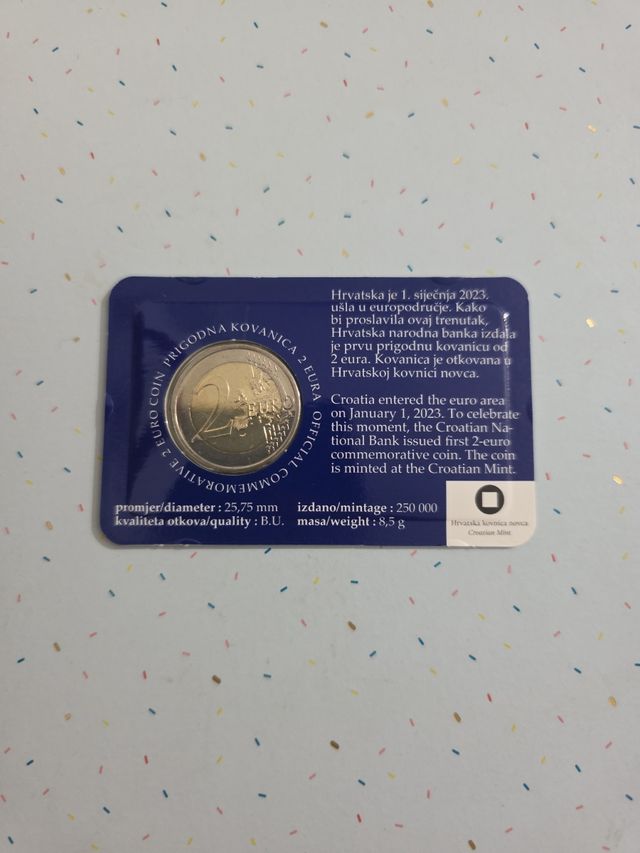 Hrvatska je 1. siječnja 2023.
ušla u europodručje. Kako
bi proslavila ovaj trenutak,
Hrvatska narodna banka izdala
je prvu prigodnu kovanicu od
2 eura. Kovanica je otkovana u
Hrvatskoj kovnici novca.
Croatia entered the euro area
on January 1, 2023. To celebrate
this moment, the Croatian Na-
tional Bank issued first 2-euro
commemorative coin. The coin
is minted at the Croatian Mint.
PRIGODNA KOVANICA 2 EURA
OFFICIAL COMMEMORATIVE 2 EURO COIN
2 EURO
promjer/diameter : 25,75 mm
izdano/mintage : 250 000
kvaliteta otkova/quality : B.U.
masa/weight : 8,5 g
Hrvatska kovnica novca
Croatian Mint